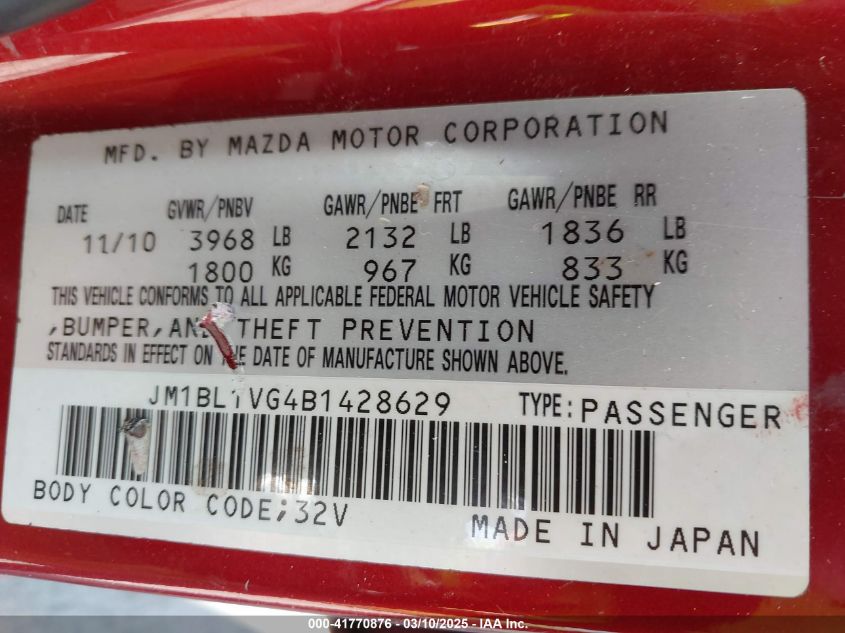 MFD. BY MAZDA MOTOR CORPORATION
DATE GVWR/PNBV GAWR/PNBE FRT GAWR/PNBE RR
11/10 3968 LB 2132 LB 1836 LB
1800 KG 967 KG 833 KG
THIS VEHICLE CONFORMS TO ALL APPLICABLE FEDERAL MOTOR VEHICLE SAFETY
,BUMPER,AND THEFT PREVENTION
STANDARDS IN EFFECT ON THE DATE OF MANUFACTURE SHOWN ABOVE.
JM1BL1VG4B1428629 TYPE:PASSENGER
BODY COLOR CODE;32V
MADE IN JAPAN
000-41770876 - 03/10/2025 - IAA Inc.